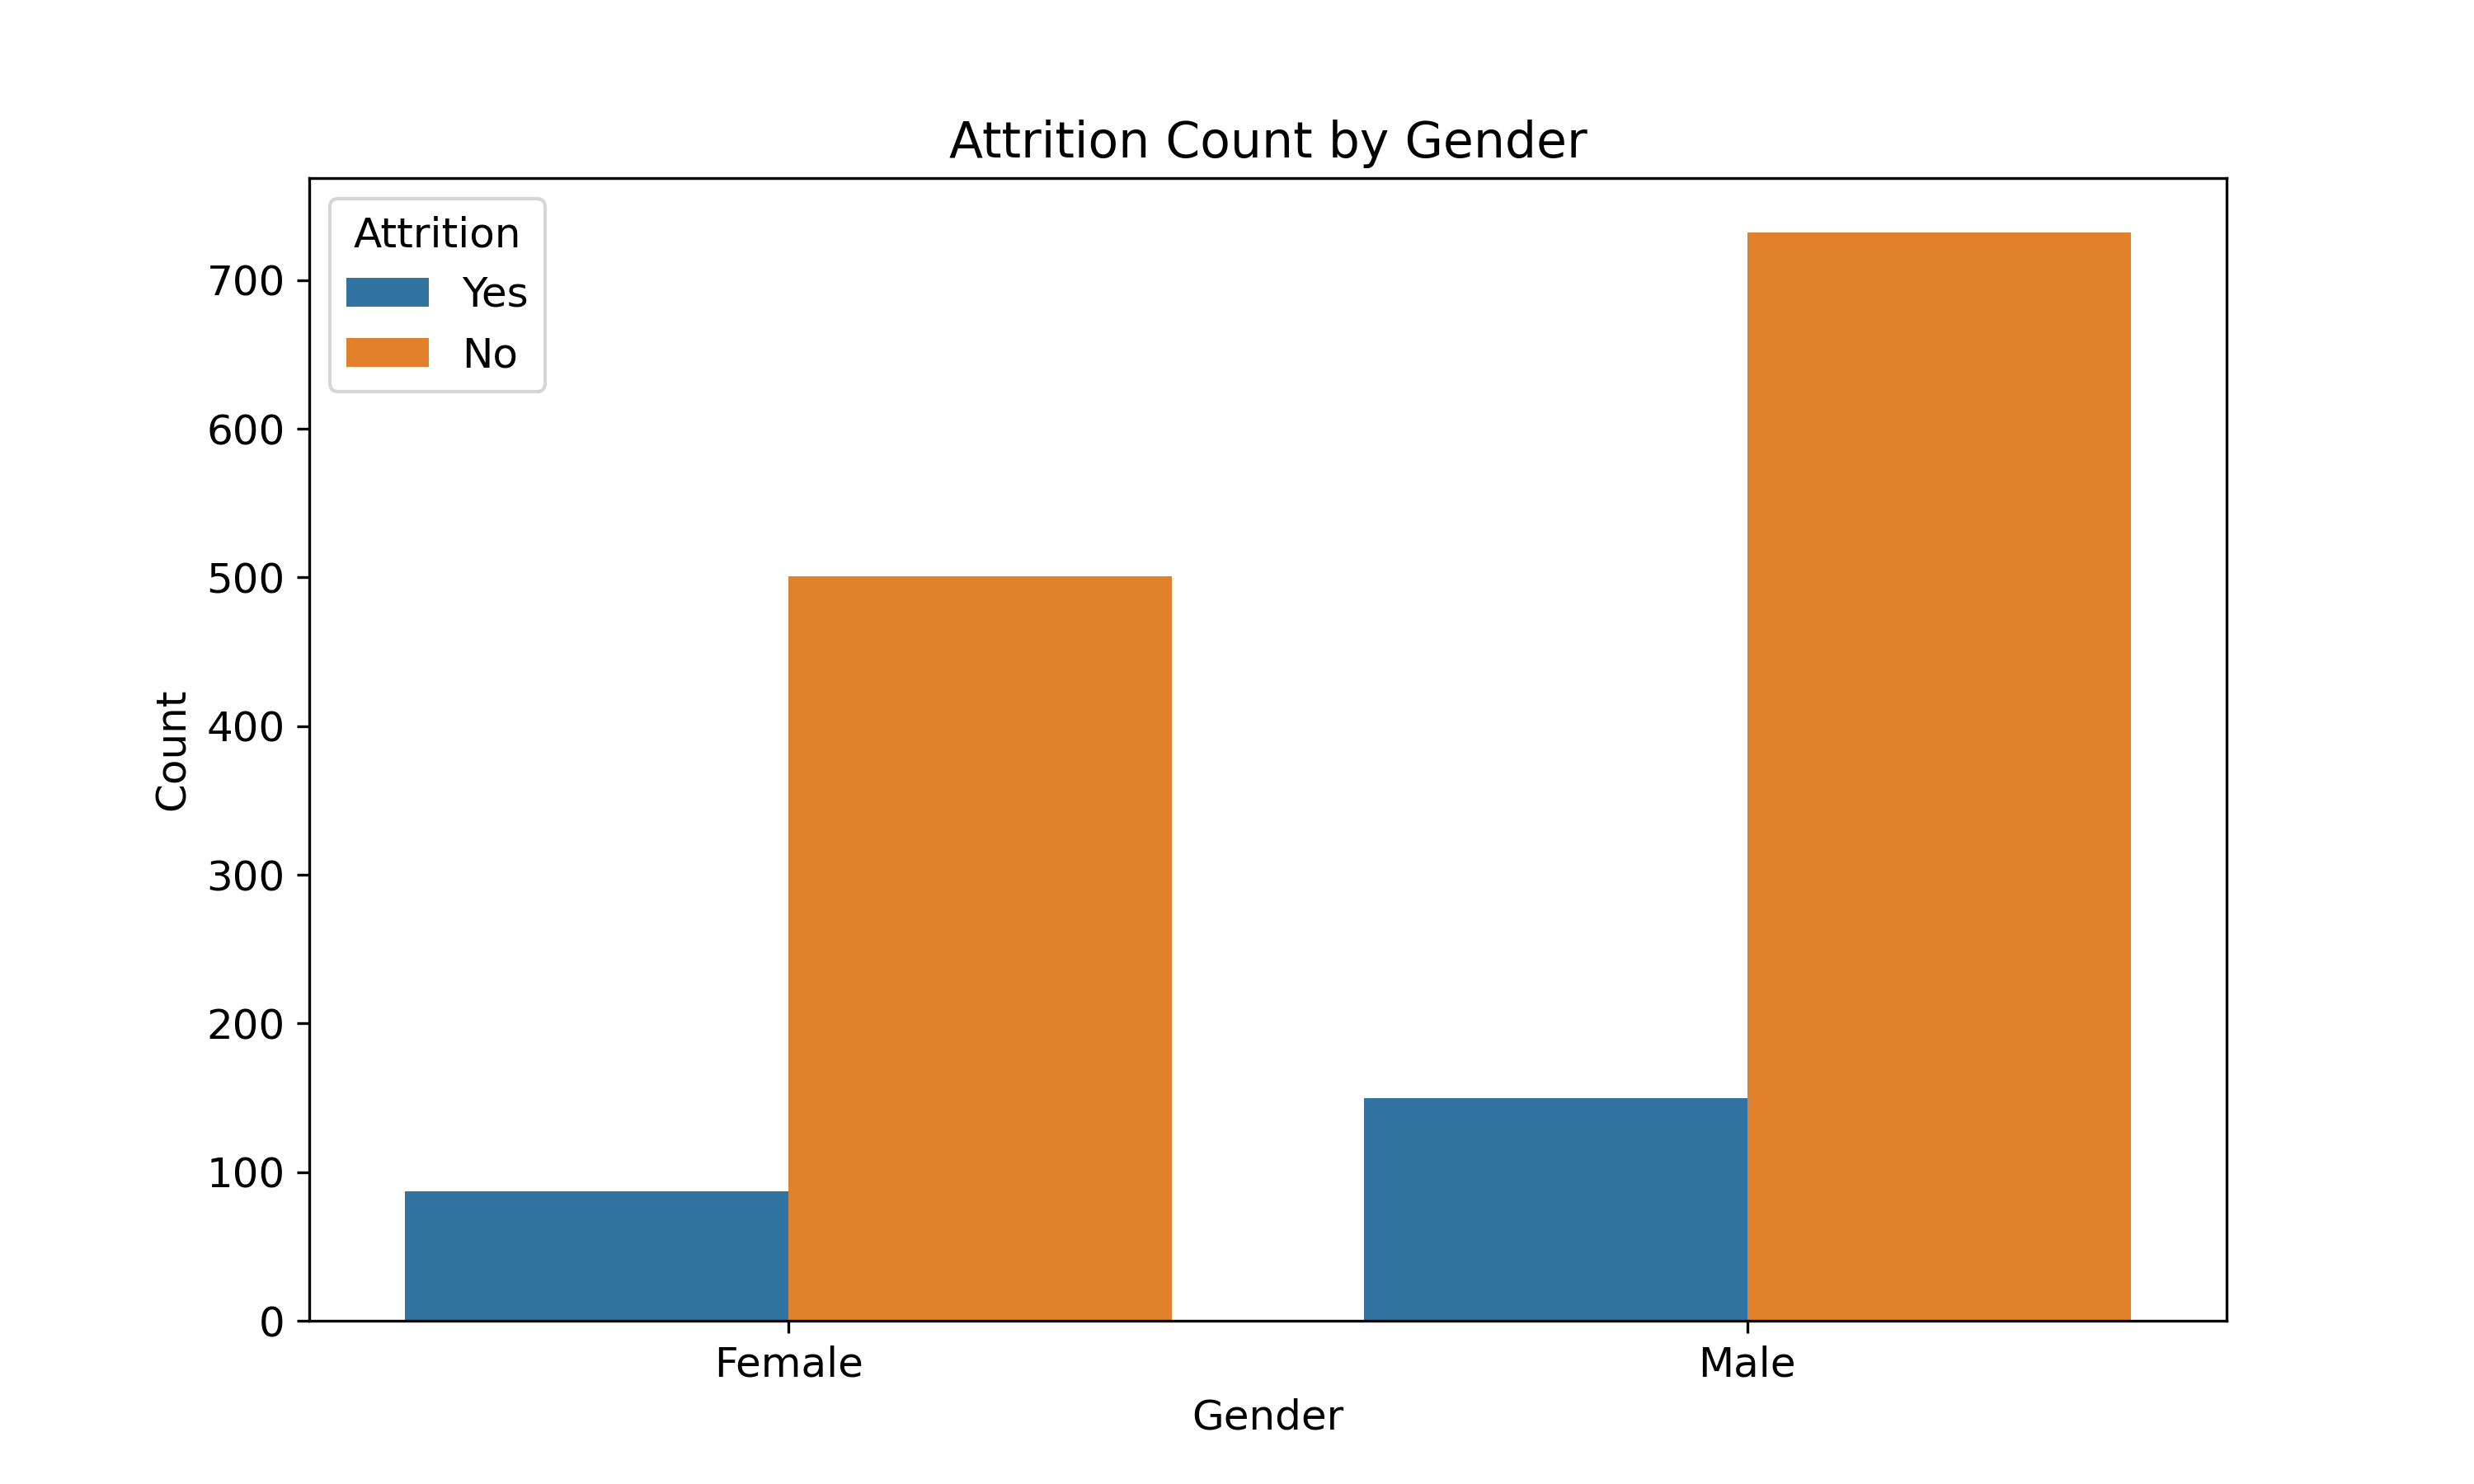 Attrition Count by Gender
Attrition
Yes
No
700
600
500
400
300
200
100
0
Count
Female
Male
Gender